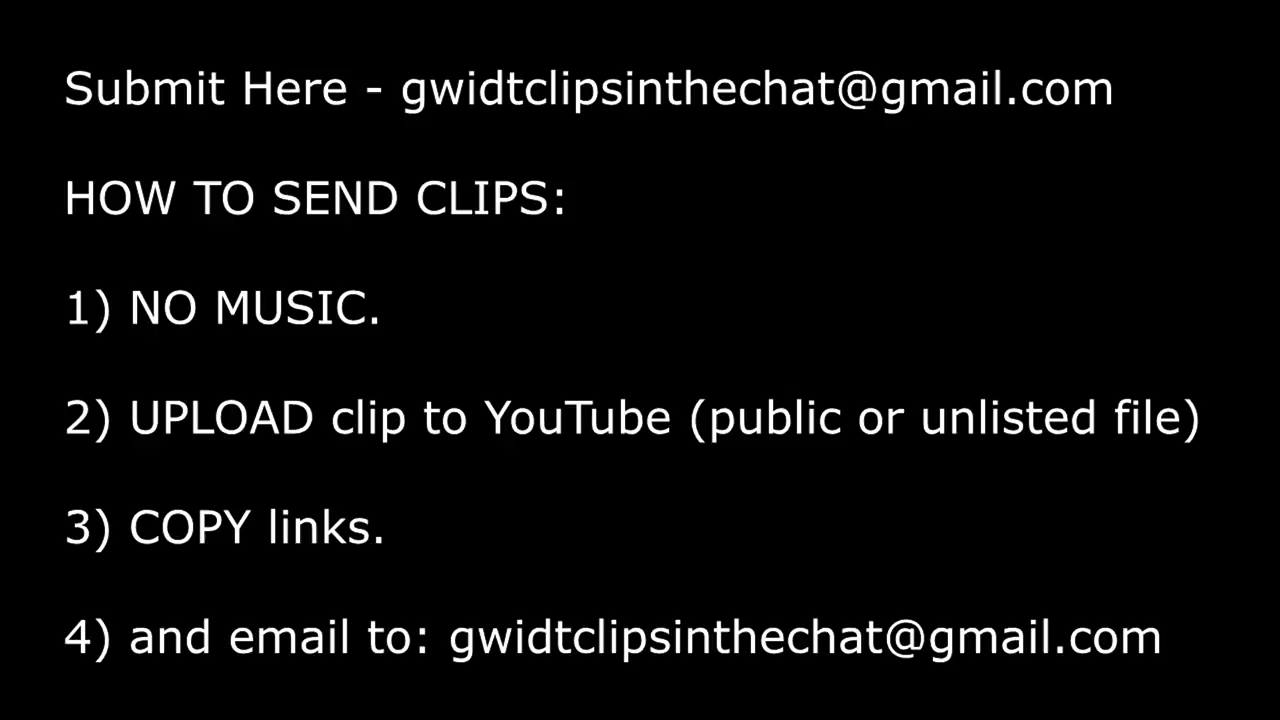 Submit Here - gwidtclipsinthechat@gmail.com
HOW TO SEND CLIPS:
1) NO MUSIC.
2) UPLOAD clip to YouTube (public or unlisted file)
3) COPY links.
4) and email to: gwidtclipsinthechat@gmail.com